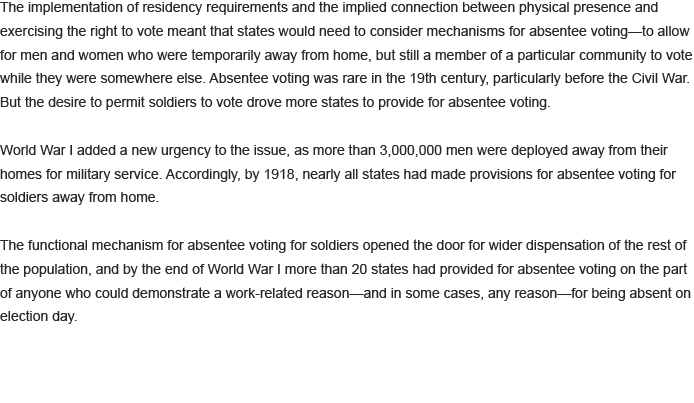 The implementation of residency requirements and the implied connection between physical presence and
exercising the right to vote meant that states would need to consider mechanisms for absentee voting—to allow
for men and women who were temporarily away from home, but still a member of a particular community to vote
while they were somewhere else. Absentee voting was rare in the 19th century, particularly before the Civil War.
But the desire to permit soldiers to vote drove more states to provide for absentee voting.
World War I added a new urgency to the issue, as more than 3,000,000 men were deployed away from their
homes for military service. Accordingly, by 1918, nearly all states had made provisions for absentee voting for
soldiers away from home.
The functional mechanism for absentee voting for soldiers opened the door for wider dispensation of the rest of
the population, and by the end of World War I more than 20 states had provided for absentee voting on the part
of anyone who could demonstrate a work-related reason—and in some cases, any reason—for being absent on
election day.